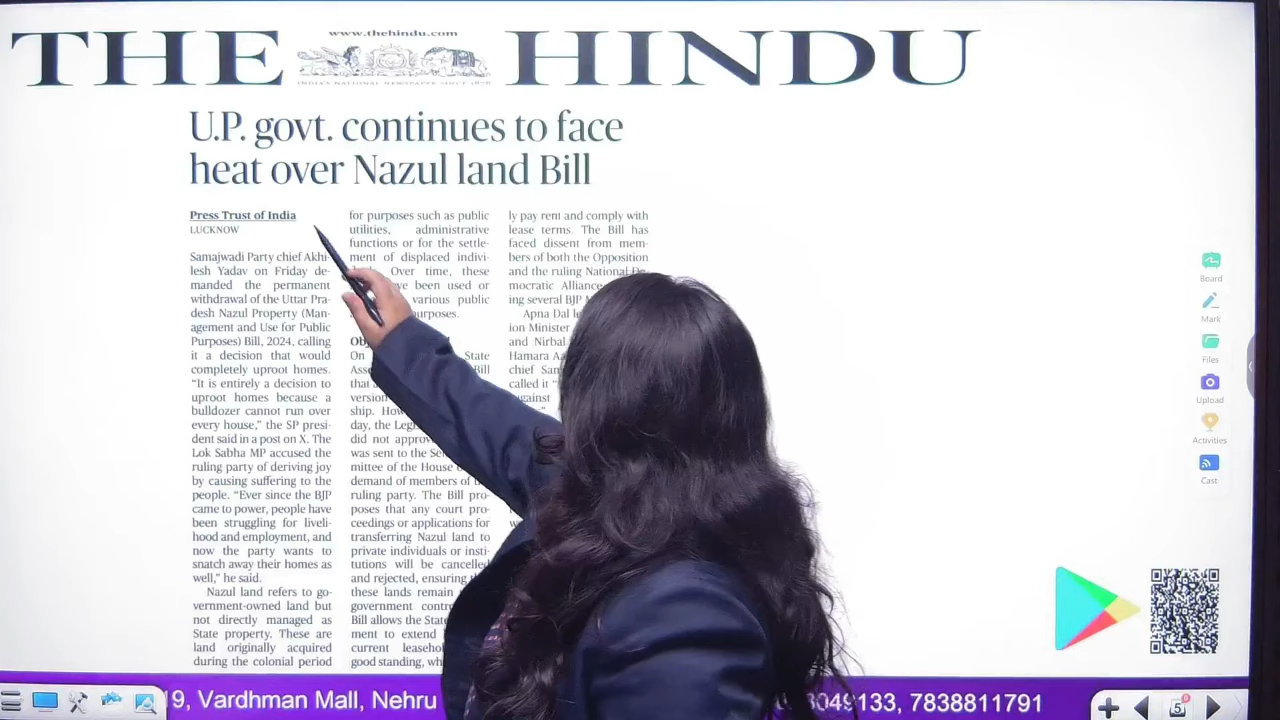 www.thehindu.com
THE HINDU
INDIA'S NATIONAL NEWSPAPER SINCE 1878
U.P. govt. continues to face
heat over Nazul land Bill
Press Trust of India
LUCKNOW
Samajwadi Party chief Akhi-
lesh Yadav on Friday de-
manded the permanent
withdrawal of the Uttar Pra-
desh Nazul Property (Man-
agement and Use for Public
Purposes) Bill, 2024, calling
it a decision that would
completely uproot homes.
“It is entirely a decision to
uproot homes because a
bulldozer cannot run over
every house,” the SP presi-
dent said in a post on X. The
Lok Sabha MP accused the
ruling party of deriving joy
by causing suffering to the
people. “Ever since the BJP
came to power, people have
been struggling for liveli-
hood and employment, and
now the party wants to
snatch away their homes as
well,” he said.
Nazul land refers to go-
vernment-owned land but
not directly managed as
State property. These are
land originally acquired
during the colonial period
for purposes such as public
utilities, administrative
functions or for the settle-
ment of displaced indivi-
Over time, these
been used or
various public
On State
Bill
that
version
ship.
day, the
did not
was sent to the
mittee of the House
demand of members of
ruling party. The Bill pro-
poses that any court pro-
ceedings or applications for
transferring Nazul land to
private individuals or insti-
tutions will be cancelled
and rejected, ensuring
these lands remain
government
Bill allows the State
ment to extend
current
good standing,
ly pay rent and comply with
lease terms. The Bill has
faced dissent from mem-
bers of both the Opposition
and the ruling National De-
mocratic Alliance
ing several BJP
Apna Dal
ion Minister
and Nirbal
Hamara
chief
called it
against
Board
Mark
Files
Upload
Activities
Cast
9, Vardhman Mall, Nehru 3049133, 7838811791
5